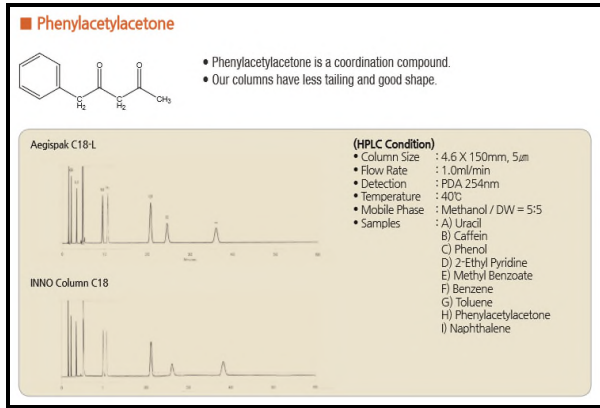 Phenylacetylacetone
O
O
C
H₂
C
H₂
CH₃
• Phenylacetylacetone is a coordination compound.
• Our columns have less tailing and good shape.
Aegispak C18-L
INNO Column C18
(HPLC Condition)
• Column Size : 4.6 X 150mm, 5㎛
• Flow Rate : 1.0ml/min
• Detection : PDA 254nm
• Temperature : 40℃
• Mobile Phase : Methanol / DW = 5:5
• Samples : A) Uracil
B) Caffein
C) Phenol
D) 2-Ethyl Pyridine
E) Methyl Benzoate
F) Benzene
G) Toluene
H) Phenylacetylacetone
I) Naphthalene